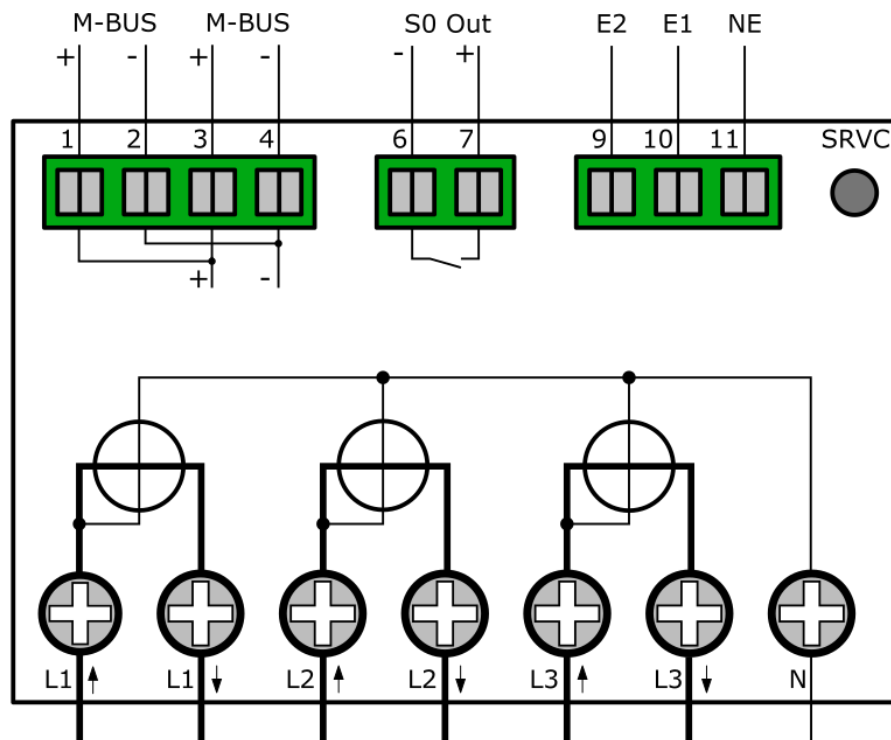 M-BUS M-BUS S0 Out E2 E1 NE
+ - + - - +
1 2 3 4 6 7 9 10 11 SRVC
+ -
L1 L1 L2 L2 L3 L3 N